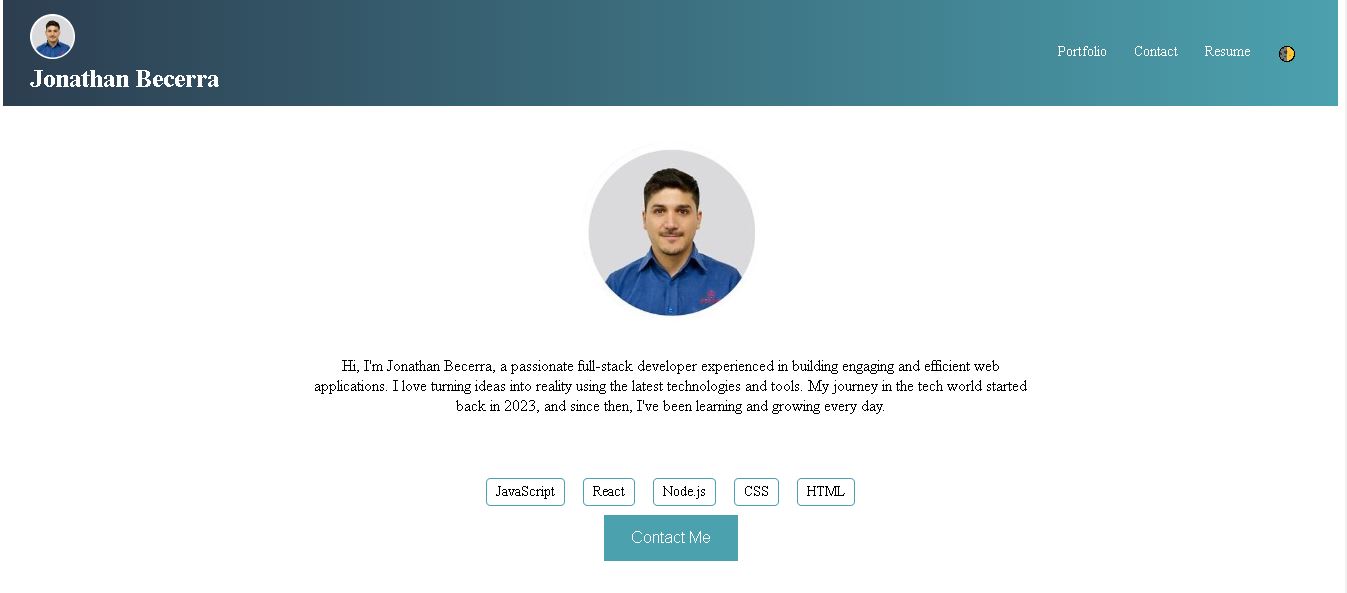 Jonathan Becerra
Portfolio
Contact
Resume
Hi, I'm Jonathan Becerra, a passionate full-stack developer experienced in building engaging and efficient web
applications. I love turning ideas into reality using the latest technologies and tools. My journey in the tech world started
back in 2023, and since then, I've been learning and growing every day.
JavaScript
React
Node.js
CSS
HTML
Contact Me